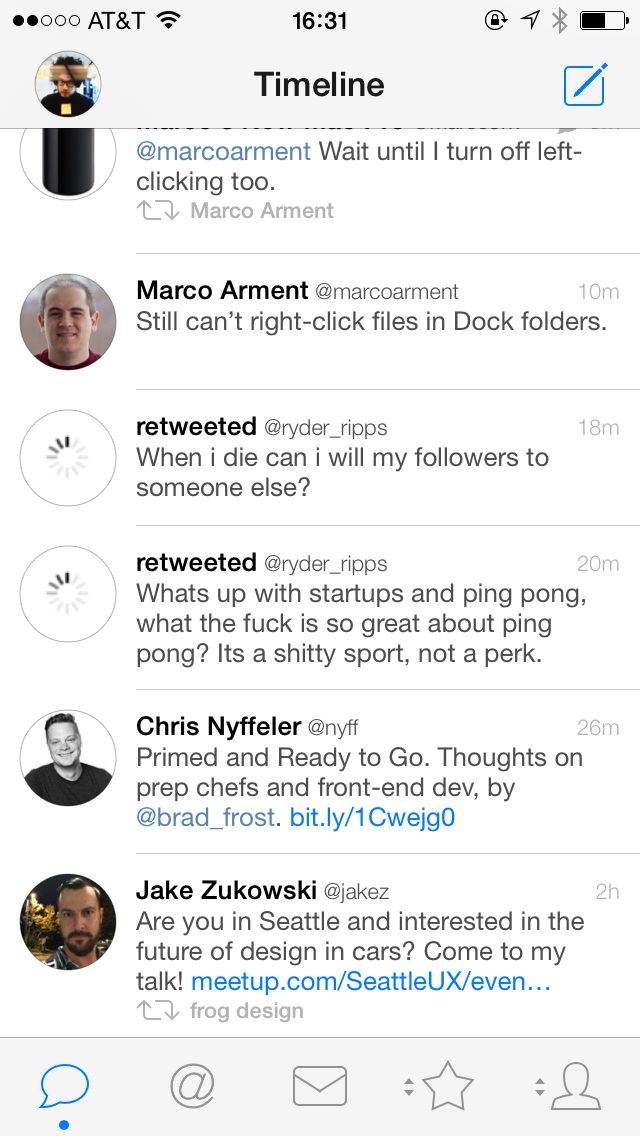 AT&T 16:31
Timeline
@marcoarment Wait until I turn off left-
clicking too.
Marco Arment
Marco Arment @marcoarment 10m
Still can’t right-click files in Dock folders.
retweeted @ryder_ripps 18m
When i die can i will my followers to
someone else?
retweeted @ryder_ripps 20m
Whats up with startups and ping pong,
what the fuck is so great about ping
pong? Its a shitty sport, not a perk.
Chris Nyffeler @nyff 26m
Primed and Ready to Go. Thoughts on
prep chefs and front-end dev, by
@brad_frost. bit.ly/1Cwejg0
Jake Zukowski @jakez 2h
Are you in Seattle and interested in the
future of design in cars? Come to my
talk! meetup.com/SeattleUX/even…
frog design